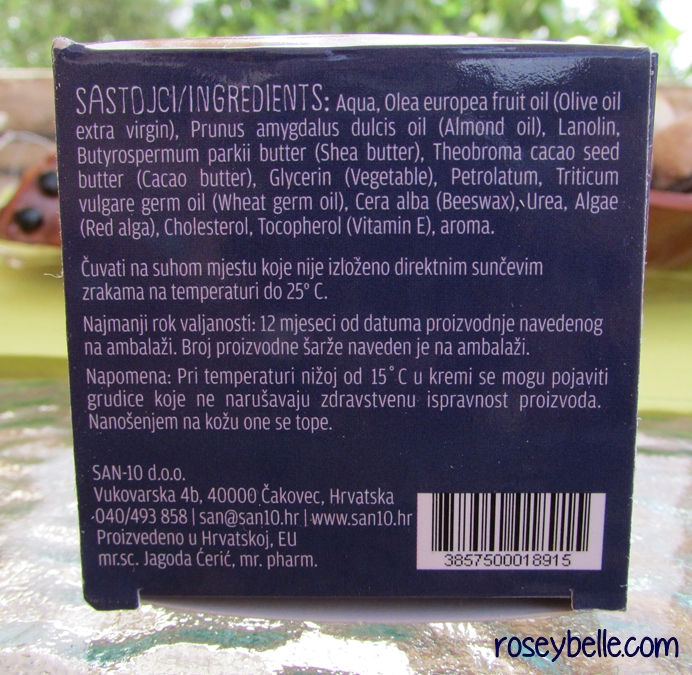 SASTOJCI/INGREDIENTS: Aqua, Olea europea fruit oil (Olive oil
extra virgin), Prunus amygdalus dulcis oil (Almond oil), Lanolin,
Butyrospermum parkii butter (Shea butter), Theobroma cacao seed
butter (Cacao butter), Glycerin (Vegetable), Petrolatum, Triticum
vulgare germ oil (Wheat germ oil), Cera alba (Beeswax), Urea, Algae
(Red alga), Cholesterol, Tocopherol (Vitamin E), aroma.
Čuvati na suhom mjestu koje nije izloženo direktnim sunčevim
zrakama na temperaturi do 25° C.
Najmanji rok valjanosti: 12 mjeseci od datuma proizvodnje navedenog
na ambalaži. Broj proizvodne šarže naveden je na ambalaži.
Napomena: Pri temperaturi nižoj od 15˚C u kremi se mogu pojaviti
grudice koje ne narušavaju zdravstvenu ispravnost proizvoda.
Nanošenjem na kožu one se tope.
SAN-10 d.o.o.
Vukovarska 4b, 40000 Čakovec, Hrvatska
040/493 858 | san@san10.hr | www.san10.hr
Proizvedeno u Hrvatskoj, EU
mr.sc. Jagoda Ćerić, mr. pharm.
3857500018915
roseybelle.com